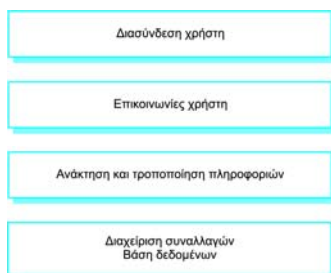 Διασύνδεση χρήστη
Επικοινωνίες χρήστη
Ανάκτηση και τροποποίηση πληροφοριών
Διαχείριση συναλλαγών
Βάση δεδομένων